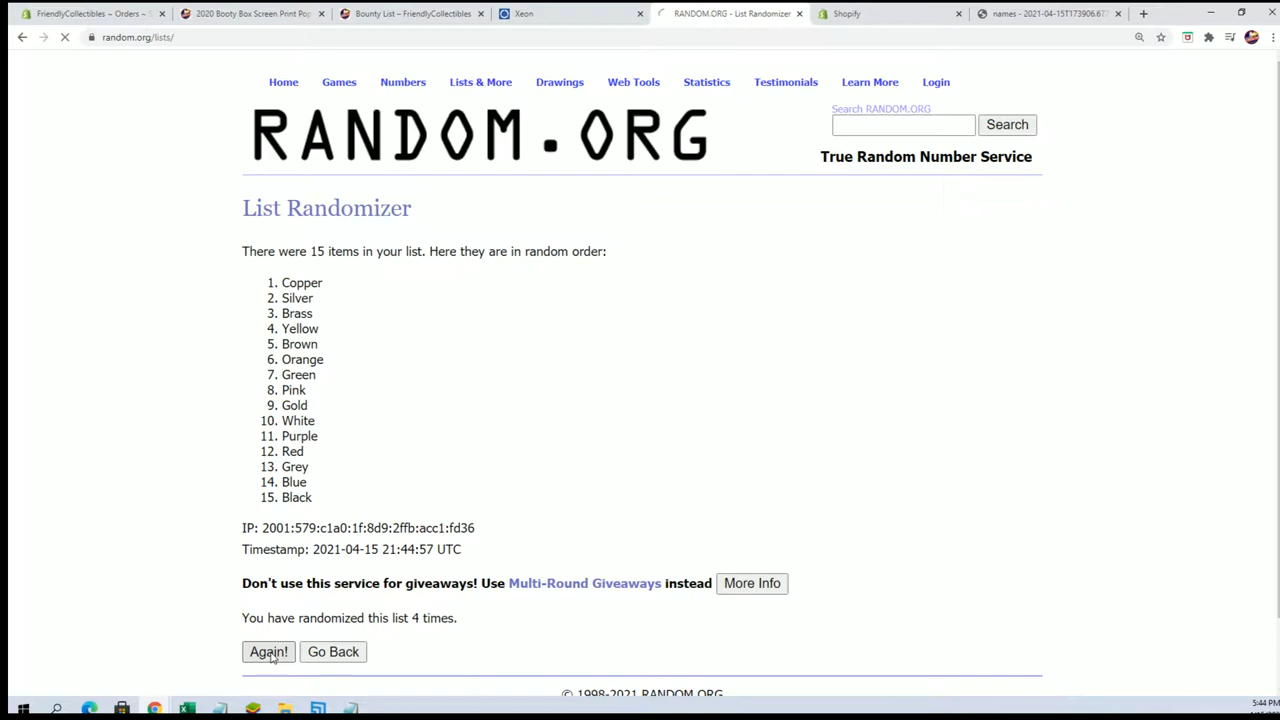 FriendlyCollectibles ~ Orders ~ S
2020 Booty Box Screen Print Pop
Bounty List – FriendlyCollectibles
Xeon
RANDOM.ORG - List Randomizer
Shopify
names - 2021-04-15T173906.67
random.org/lists/
Home Games Numbers Lists & More Drawings Web Tools Statistics Testimonials Learn More Login
RANDOM.ORG
Search RANDOM.ORG
Search
True Random Number Service
List Randomizer
There were 15 items in your list. Here they are in random order:
1. Copper
2. Silver
3. Brass
4. Yellow
5. Brown
6. Orange
7. Green
8. Pink
9. Gold
10. White
11. Purple
12. Red
13. Grey
14. Blue
15. Black
IP: 2001:579:c1a0:1f:8d9:2ffb:acc1:fd36
Timestamp: 2021-04-15 21:44:57 UTC
Don't use this service for giveaways! Use Multi-Round Giveaways instead More Info
You have randomized this list 4 times.
Again! Go Back
© 1998-2021 RANDOM.ORG
5:44 PM